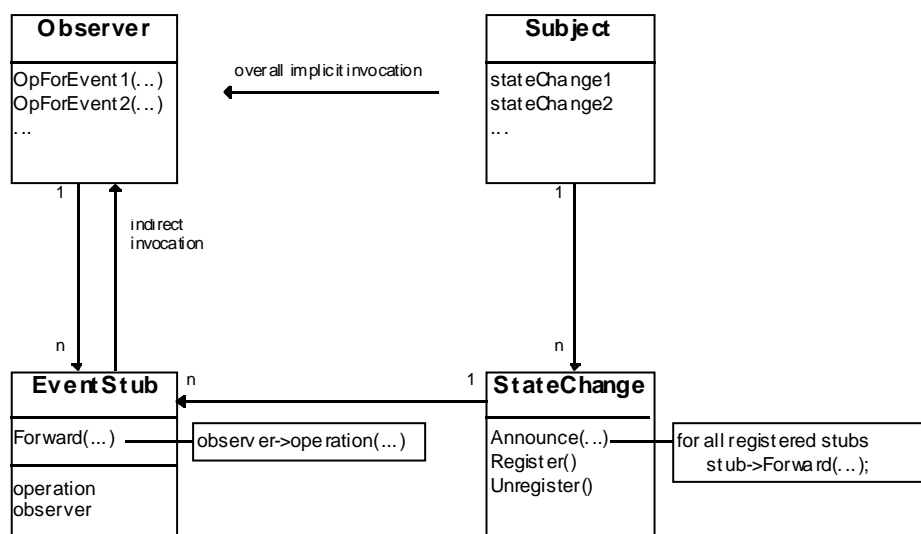 Observer
OpForEvent1(...)
OpForEvent2(...)
...
overall implicit invocation
Subject
stateChange1
stateChange2
...
1
indirect
invocation
1
n
n
EventStub
Forward(...)
operation
observer
observer->operation(...)
n
1
StateChange
Announce(...)
Register()
Unregister()
for all registered stubs
stub->Forward(...);